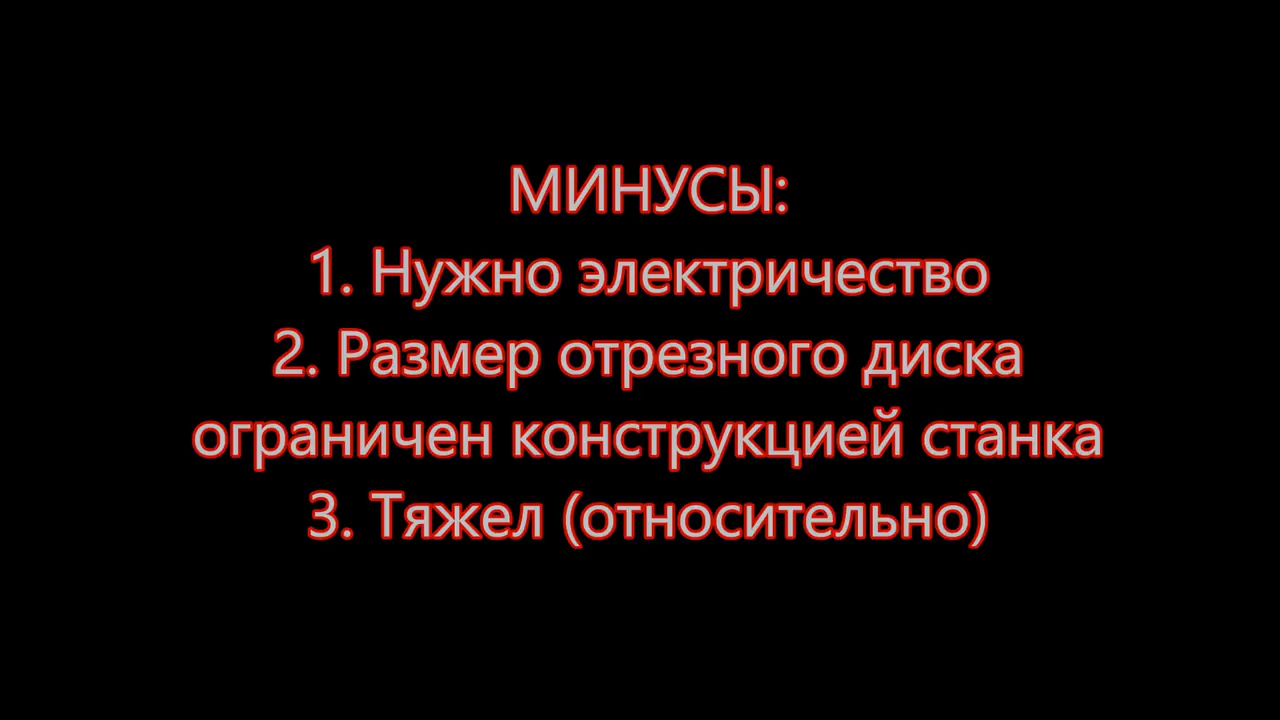 МИНУСЫ:
1. Нужно электричество
2. Размер отрезного диска
ограничен конструкцией станка
3. Тяжел (относительно)